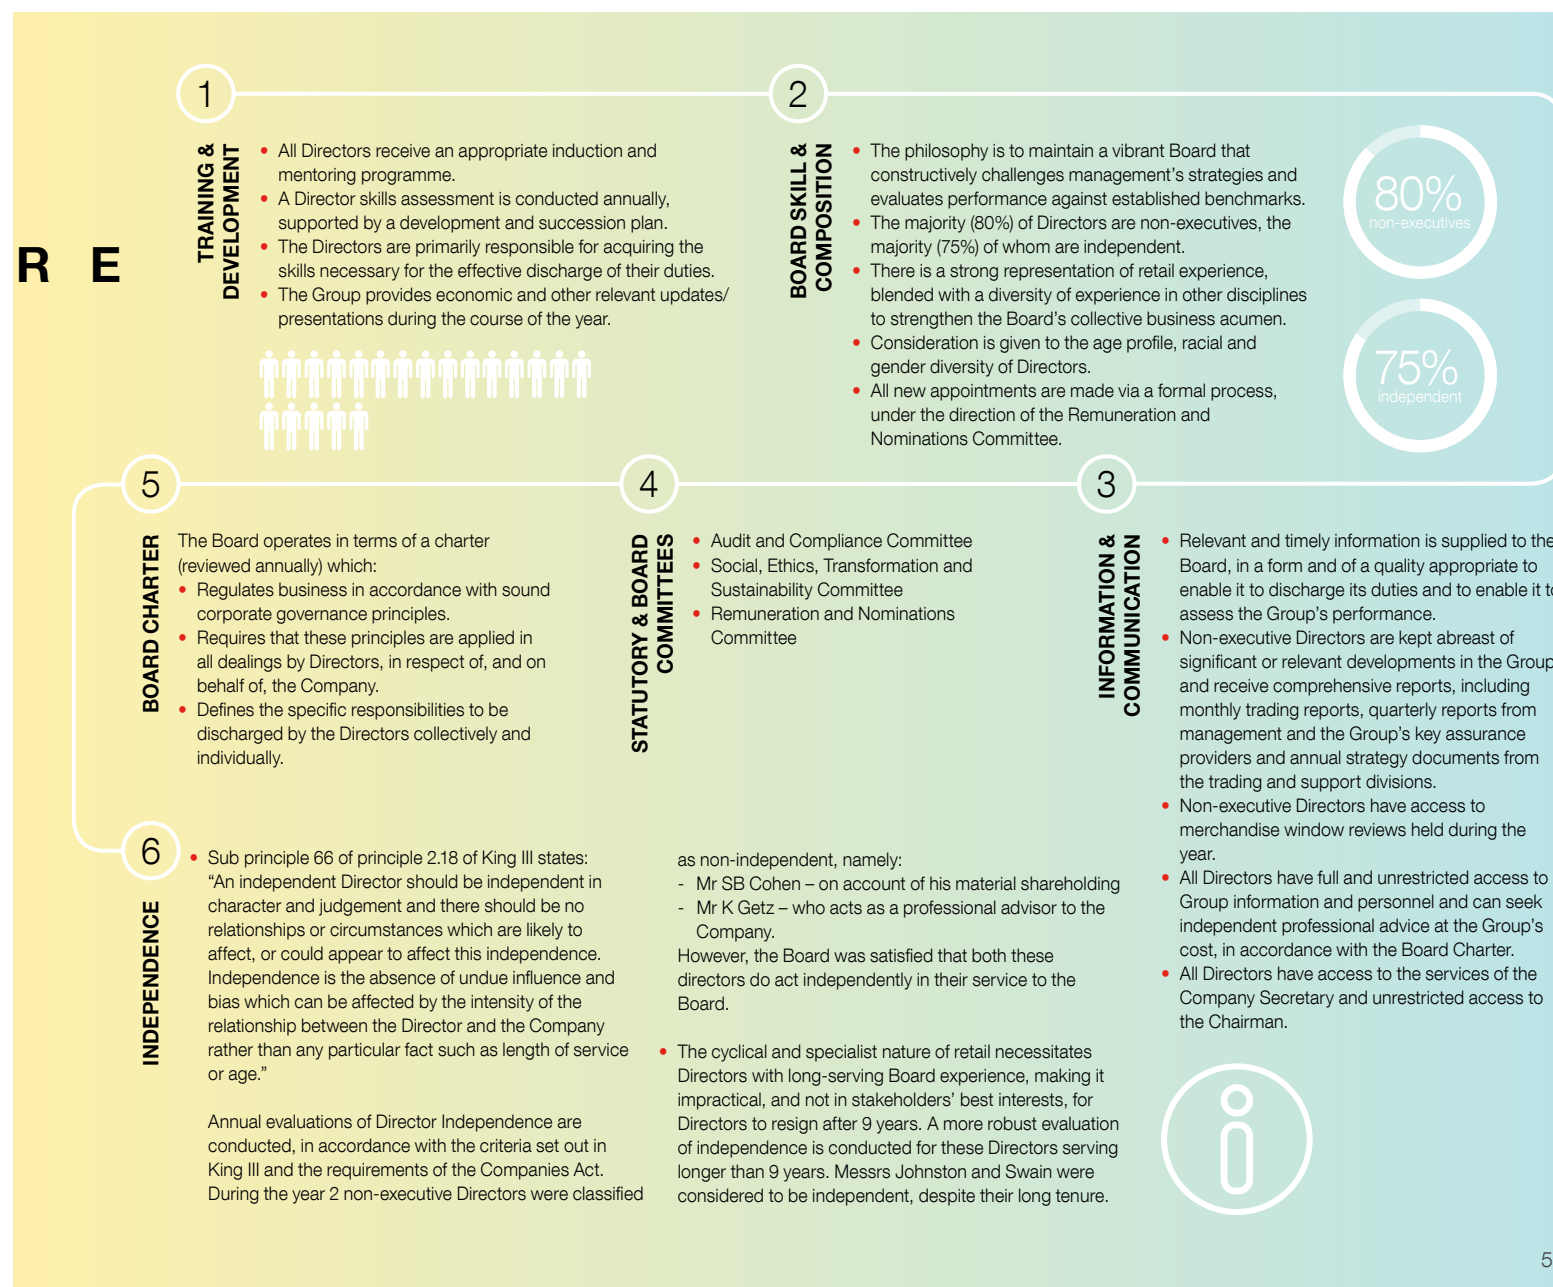 R E
1
TRAINING &
DEVELOPMENT
• All Directors receive an appropriate induction and
mentoring programme.
• A Director skills assessment is conducted annually,
supported by a development and succession plan.
• The Directors are primarily responsible for acquiring the
skills necessary for the effective discharge of their duties.
• The Group provides economic and other relevant updates/
presentations during the course of the year.
2
BOARD SKILL &
COMPOSITION
• The philosophy is to maintain a vibrant Board that
constructively challenges management's strategies and
evaluates performance against established benchmarks.
• The majority (80%) of Directors are non-executives, the
majority (75%) of whom are independent.
• There is a strong representation of retail experience,
blended with a diversity of experience in other disciplines
to strengthen the Board's collective business acumen.
• Consideration is given to the age profile, racial and
gender diversity of Directors.
• All new appointments are made via a formal process,
under the direction of the Remuneration and
Nominations Committee.
80%
non-executives
75%
independent
3
INFORMATION &
COMMUNICATION
• Relevant and timely information is supplied to the
Board, in a form and of a quality appropriate to
enable it to discharge its duties and to enable it to
assess the Group's performance.
• Non-executive Directors are kept abreast of
significant or relevant developments in the Group
and receive comprehensive reports, including
monthly trading reports, quarterly reports from
management and the Group's key assurance
providers and annual strategy documents from
the trading and support divisions.
• Non-executive Directors have access to
merchandise window reviews held during the
year.
• All Directors have full and unrestricted access to
Group information and personnel and can seek
independent professional advice at the Group's
cost, in accordance with the Board Charter.
• All Directors have access to the services of the
Company Secretary and unrestricted access to
the Chairman.
4
STATUTORY & BOARD
COMMITTEES
• Audit and Compliance Committee
• Social, Ethics, Transformation and
Sustainability Committee
• Remuneration and Nominations
Committee
5
BOARD CHARTER
The Board operates in terms of a charter
(reviewed annually) which:
• Regulates business in accordance with sound
corporate governance principles.
• Requires that these principles are applied in
all dealings by Directors, in respect of, and on
behalf of, the Company.
• Defines the specific responsibilities to be
discharged by the Directors collectively and
individually.
6
INDEPENDENCE
• Sub principle 66 of principle 2.18 of King III states:
"An independent Director should be independent in
character and judgement and there should be no
relationships or circumstances which are likely to
affect, or could appear to affect this independence.
Independence is the absence of undue influence and
bias which can be affected by the intensity of the
relationship between the Director and the Company
rather than any particular fact such as length of service
or age."
Annual evaluations of Director Independence are
conducted, in accordance with the criteria set out in
King III and the requirements of the Companies Act.
During the year 2 non-executive Directors were classified
as non-independent, namely:
- Mr SB Cohen – on account of his material shareholding
- Mr K Getz – who acts as a professional advisor to the
Company.
However, the Board was satisfied that both these
directors do act independently in their service to the
Board.
• The cyclical and specialist nature of retail necessitates
Directors with long-serving Board experience, making it
impractical, and not in stakeholders' best interests, for
Directors to resign after 9 years. A more robust evaluation
of independence is conducted for these Directors serving
longer than 9 years. Messrs Johnston and Swain were
considered to be independent, despite their long tenure.
5